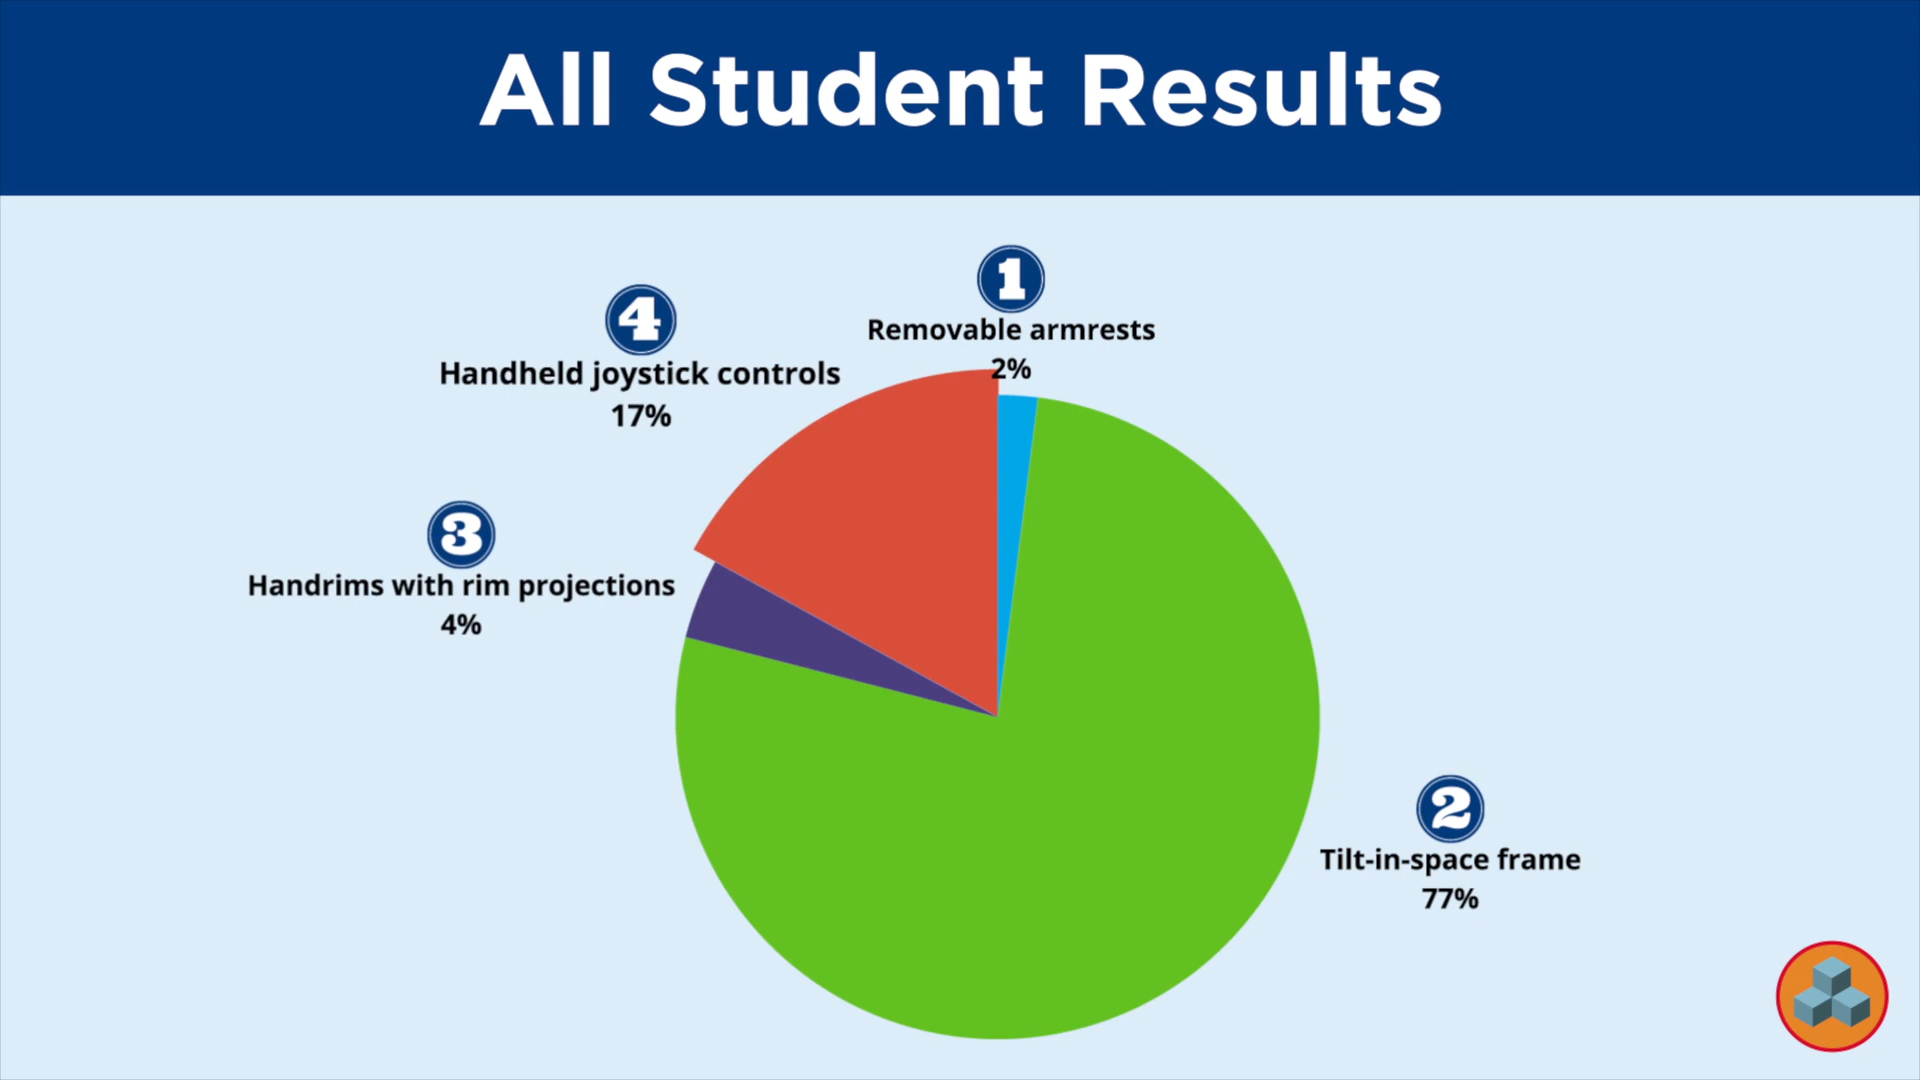 All Student Results
1
Removable armrests
2%
4
Handheld joystick controls
17%
3
Handrims with rim projections
4%
2
Tilt-in-space frame
77%